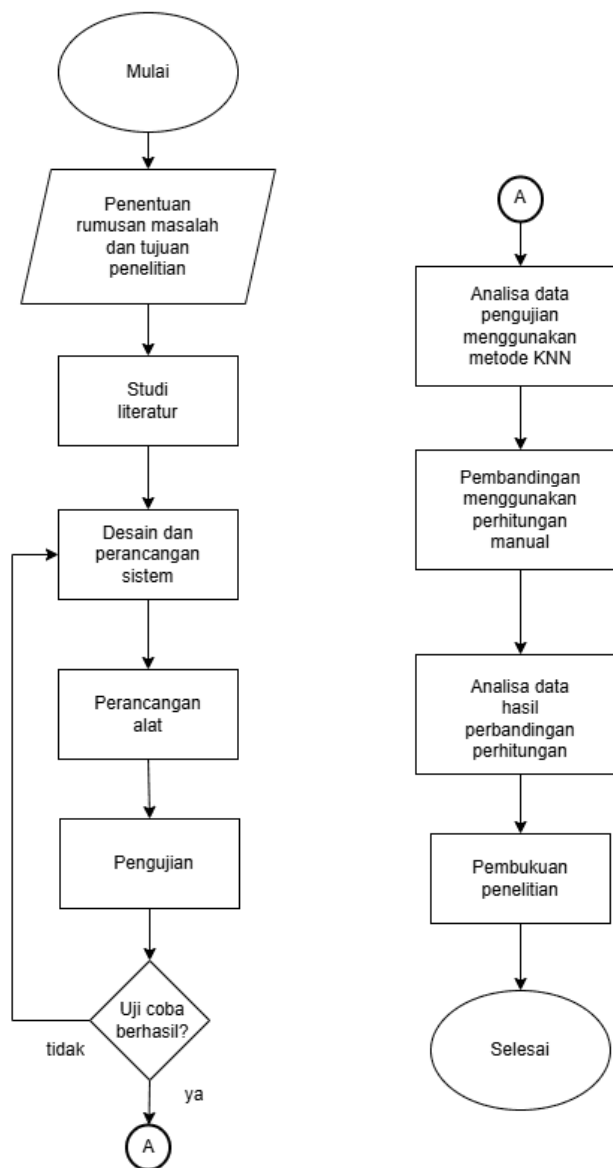 Mulai
Penentuan
rumusan masalah
dan tujuan
penelitian
Studi
literatur
Desain dan
perancangan
sistem
Perancangan
alat
Pengujian
Uji coba
berhasil?
tidak
ya
A
A
Analisa data
pengujian
menggunakan
metode KNN
Pembandingan
menggunakan
perhitungan
manual
Analisa data
hasil
perbandingan
perhitungan
Pembukuan
penelitian
Selesai